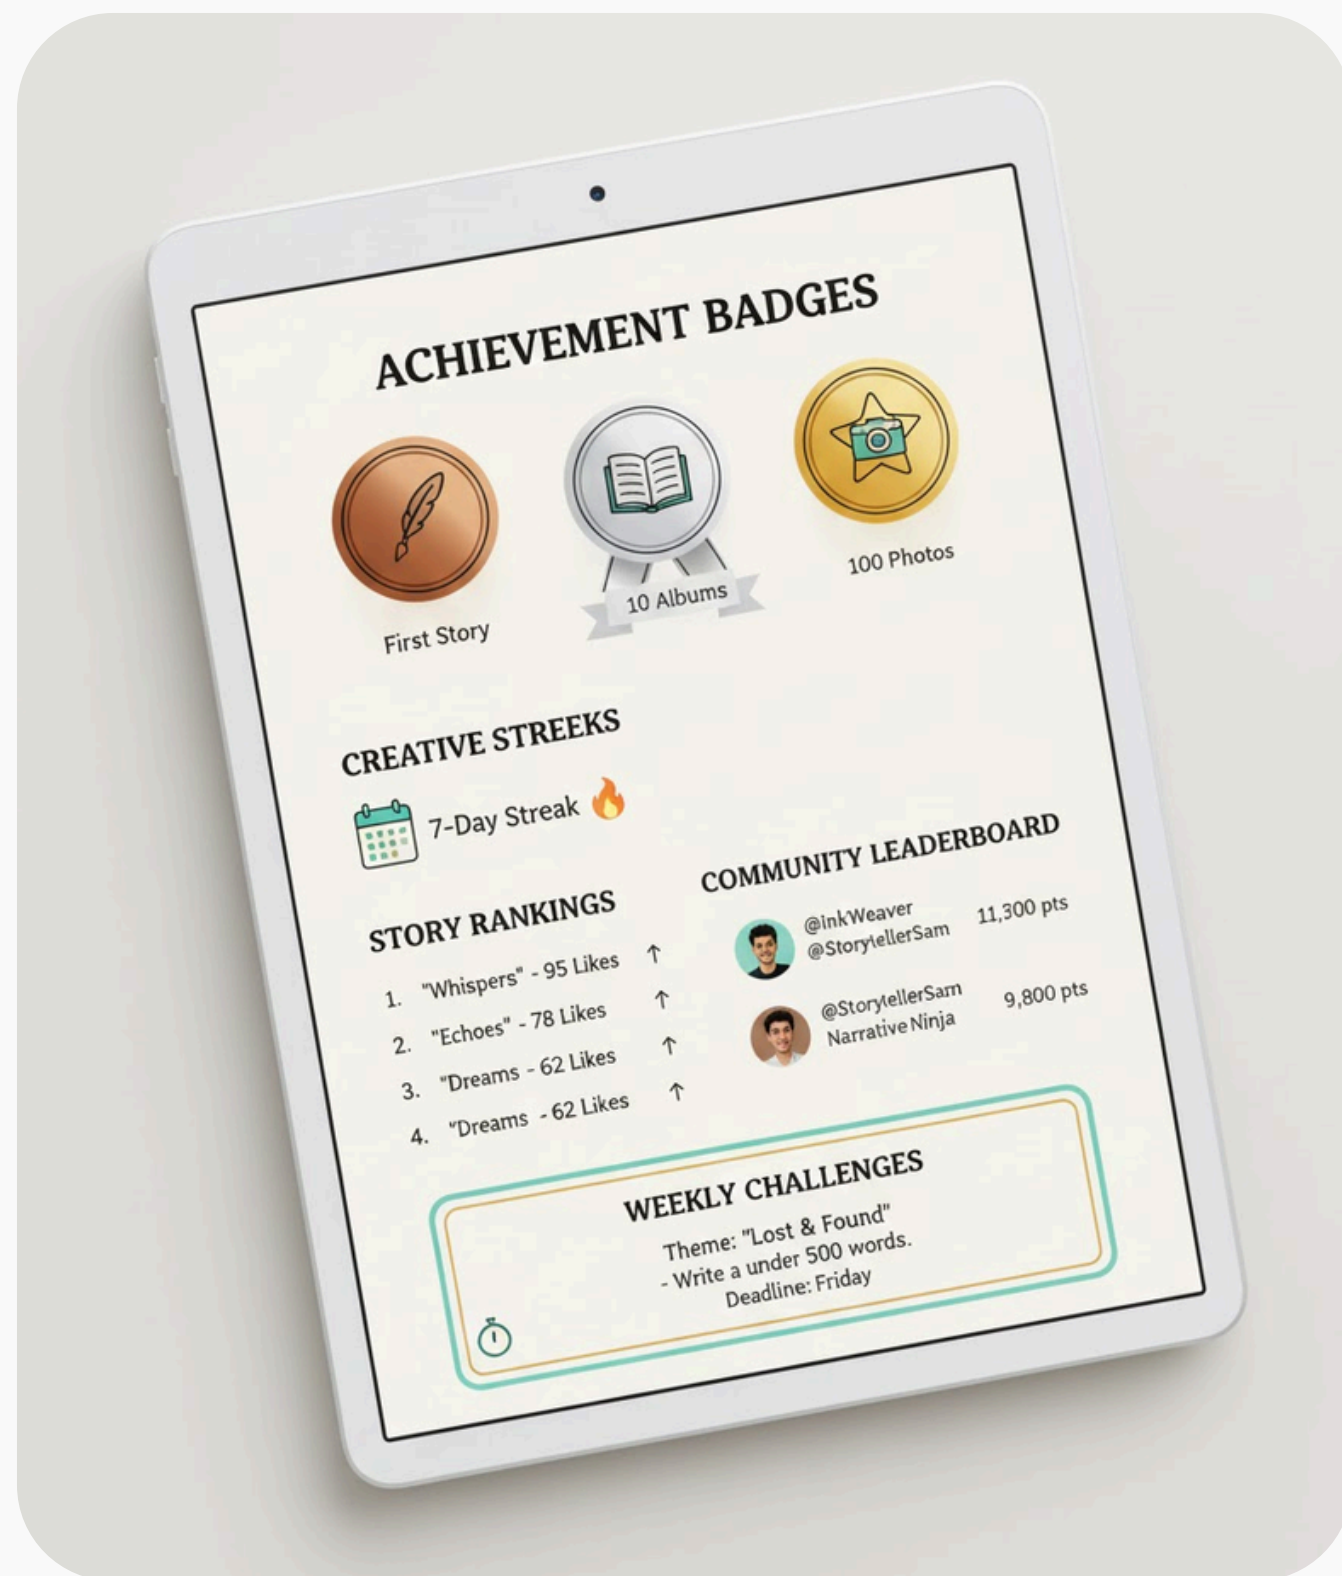 ACHIEVEMENT BADGES
First Story
10 Albums
100 Photos
CREATIVE STREEKS
7-Day Streak
STORY RANKINGS
1. "Whispers" - 95 Likes ↑
2. "Echoes" - 78 Likes ↑
3. "Dreams - 62 Likes ↑
4. "Dreams - 62 Likes ↑
COMMUNITY LEADERBOARD
@inkWeaver
@StorytellerSam
11,300 pts
@StorytellerSam
Narrative Ninja
9,800 pts
WEEKLY CHALLENGES
Theme: "Lost & Found"
- Write a under 500 words.
Deadline: Friday